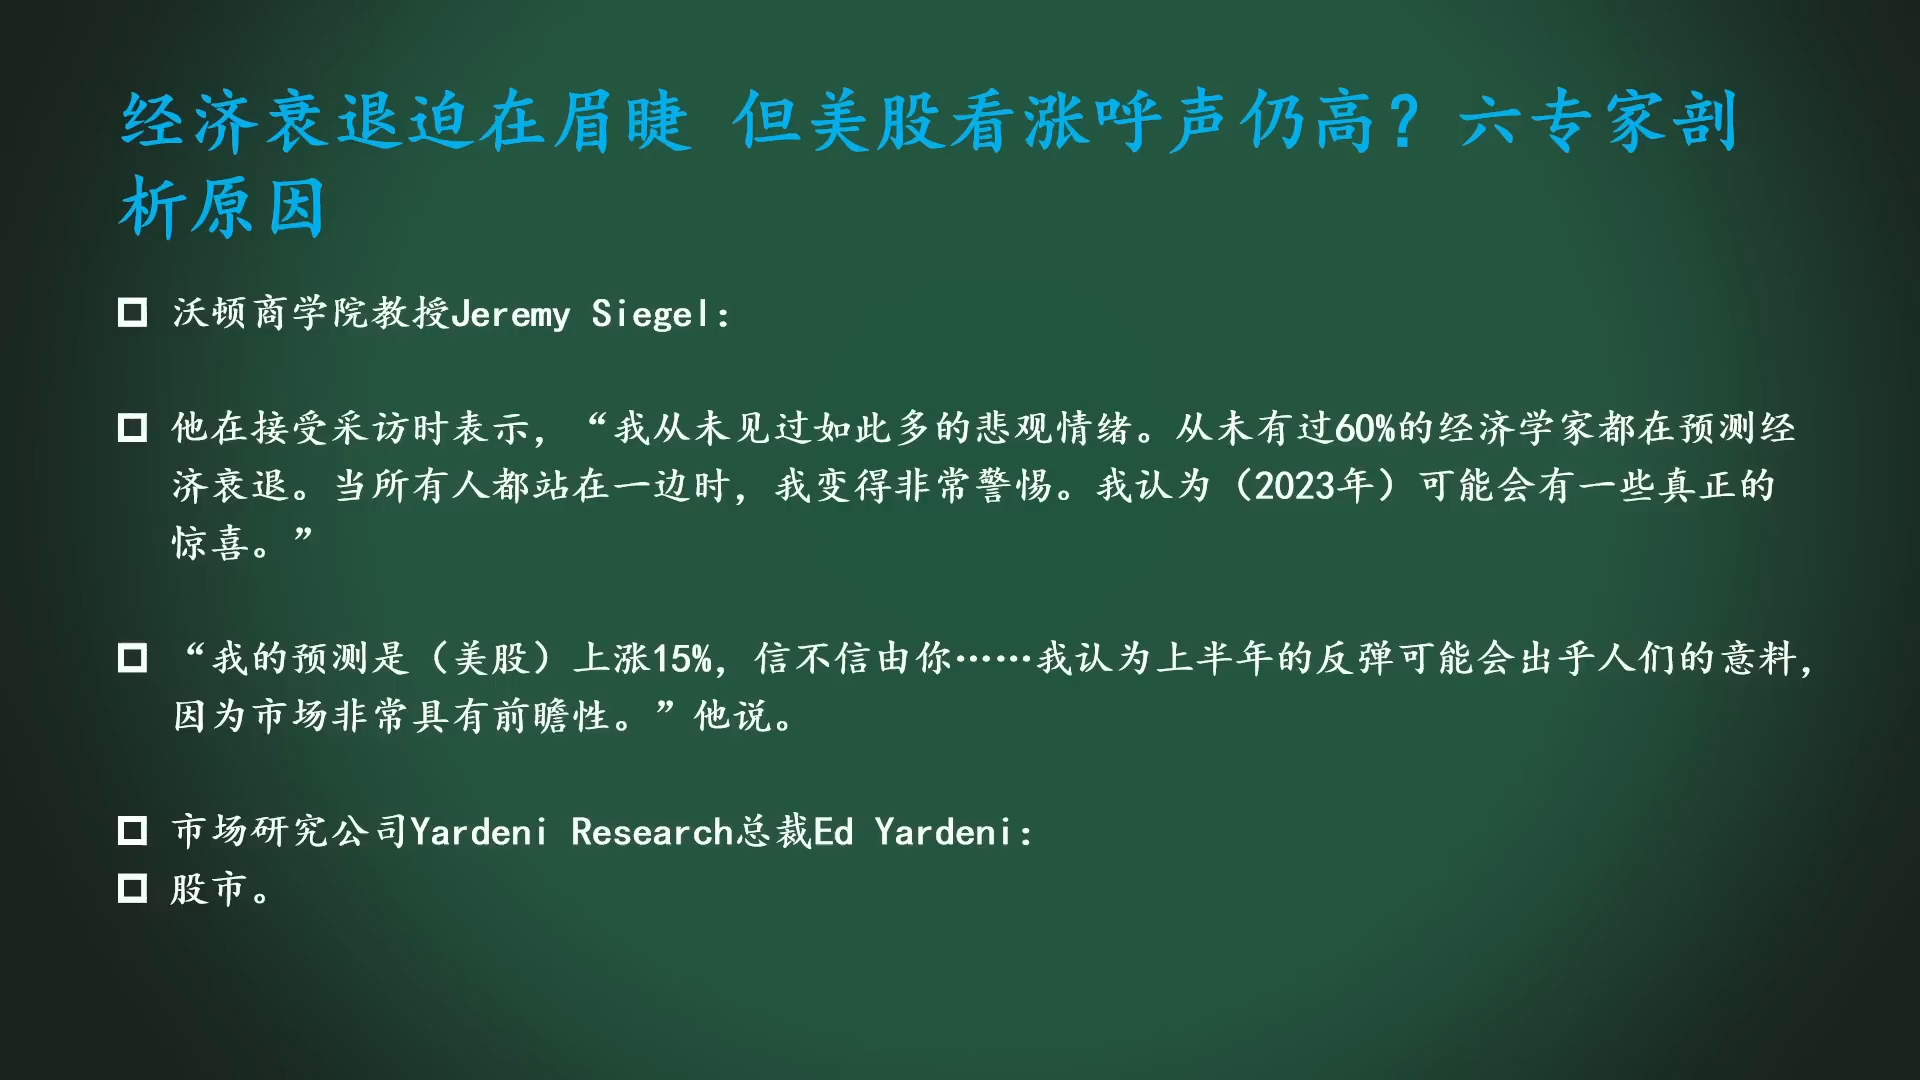 经济衰退迫在眉睫 但美股看涨呼声仍高？六专家剖
析原因
沃顿商学院教授Jeremy Siegel：
他在接受采访时表示，“我从未见过如此多的悲观情绪。从未有过60%的经济学家都在预测经
济衰退。当所有人都站在一边时，我变得非常警惕。我认为（2023年）可能会有一些真正的
惊喜。”
“我的预测是（美股）上涨15%，信不信由你……我认为上半年的反弹可能会出乎人们的意料，
因为市场非常具有前瞻性。”他说。
市场研究公司Yardeni Research总裁Ed Yardeni：
股市。